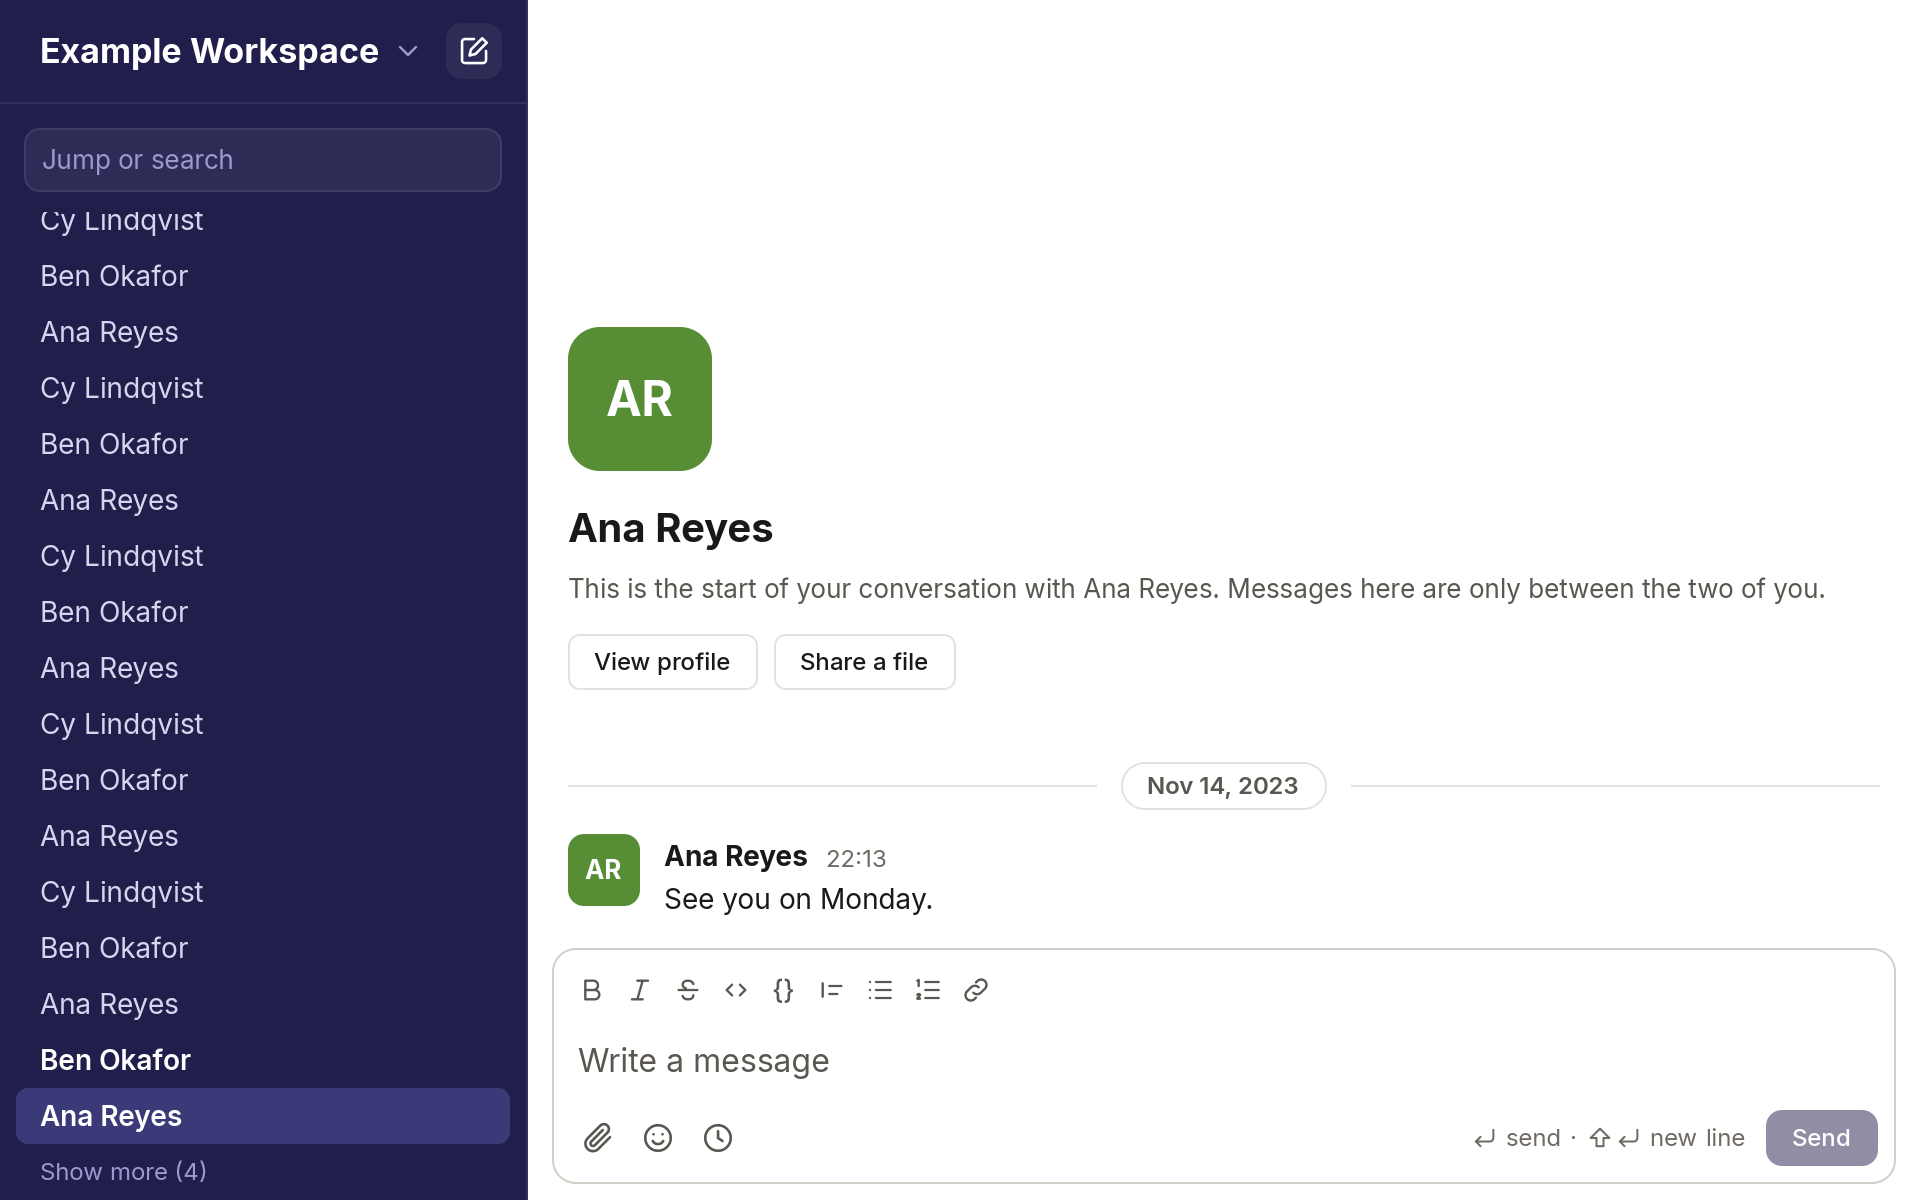 Example Workspace
Jump or search
Cy Lindqvist
Ben Okafor
Ana Reyes
Cy Lindqvist
Ben Okafor
Ana Reyes
Cy Lindqvist
Ben Okafor
Ana Reyes
Cy Lindqvist
Ben Okafor
Ana Reyes
Cy Lindqvist
Ben Okafor
Ana Reyes
Ben Okafor
Ana Reyes
Show more (4)
AR
Ana Reyes
This is the start of your conversation with Ana Reyes. Messages here are only between the two of you.
View profile Share a file
Nov 14, 2023
AR
Ana Reyes 22:13
See you on Monday.
Write a message
send · new line Send